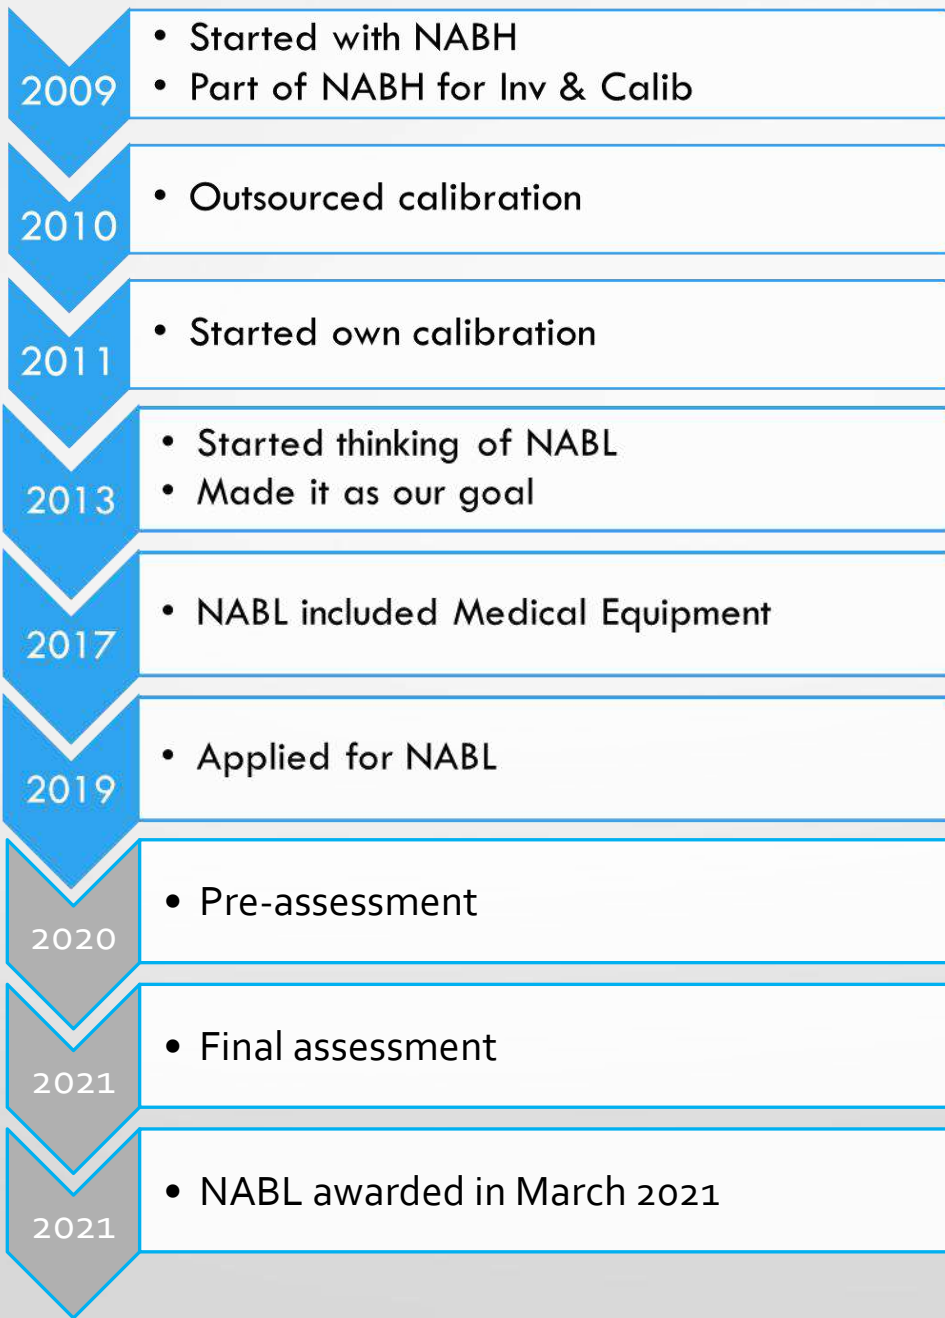 2009
• Started with NABH
• Part of NABH for Inv & Calib
2010
• Outsourced calibration
2011
• Started own calibration
2013
• Started thinking of NABL
• Made it as our goal
2017
• NABL included Medical Equipment
2019
• Applied for NABL
2020
• Pre-assessment
2021
• Final assessment
2021
• NABL awarded in March 2021